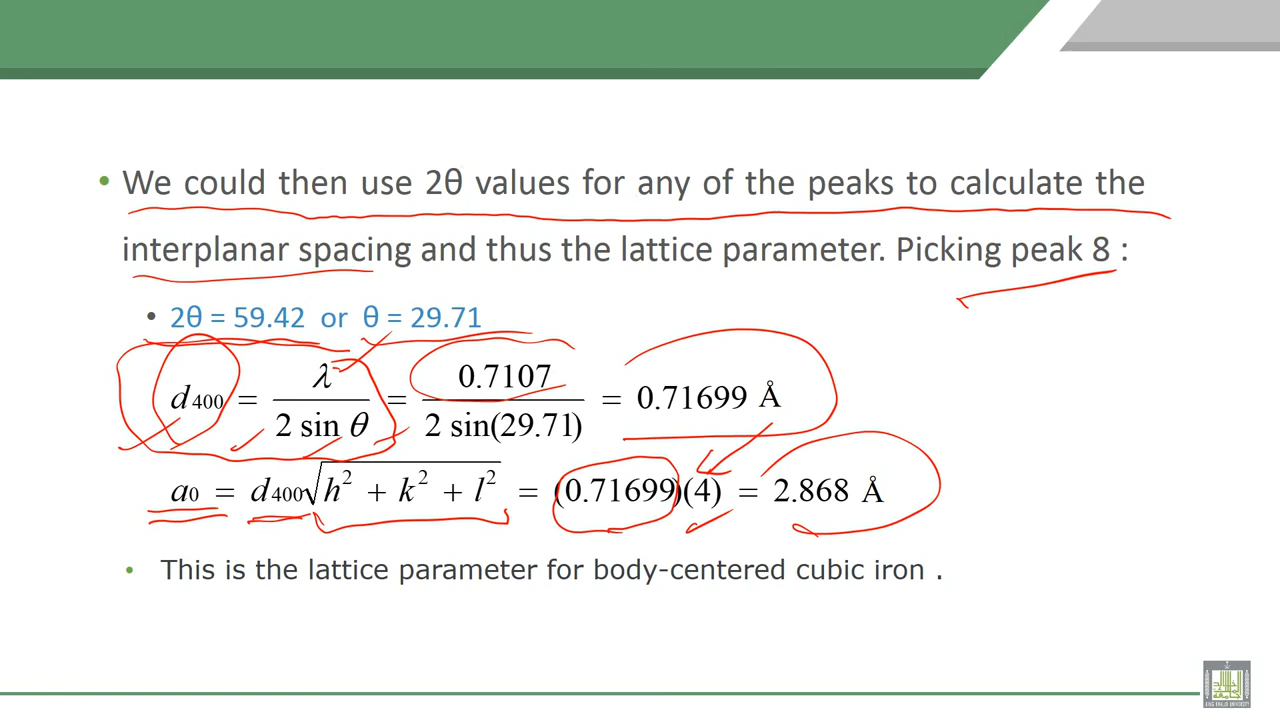 • We could then use 2θ values for any of the peaks to calculate the
interplanar spacing and thus the lattice parameter. Picking peak 8 :
• 2θ = 59.42 or θ = 29.71
d₄₀₀ = λ / (2 sin θ) = 0.7107 / (2 sin(29.71)) = 0.71699 Å
a₀ = d₄₀₀ √(h² + k² + l²) = (0.71699)(4) = 2.868 Å
• This is the lattice parameter for body-centered cubic iron .